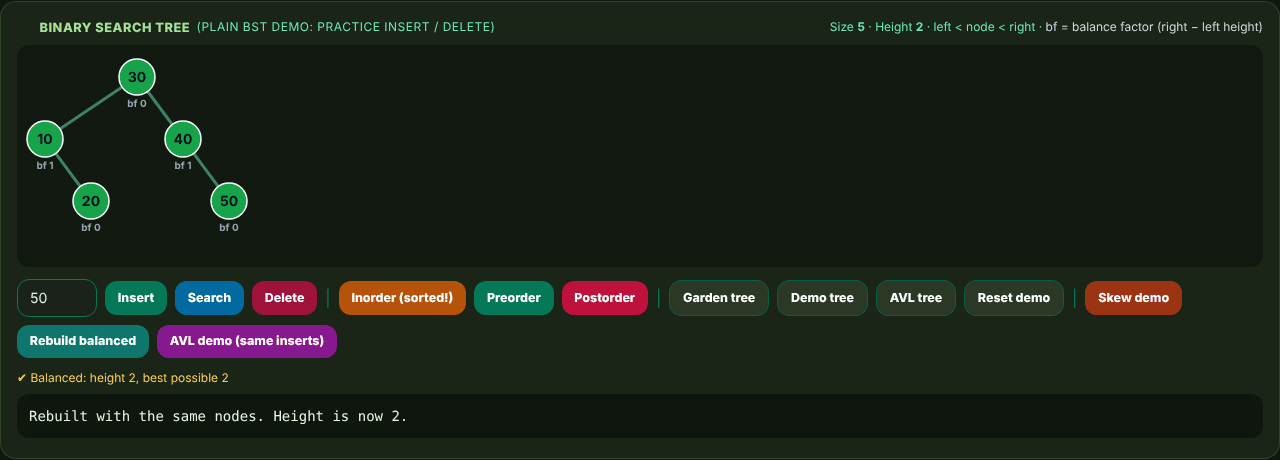 BINARY SEARCH TREE (PLAIN BST DEMO: PRACTICE INSERT / DELETE)
Size 5 · Height 2 · left < node < right · bf = balance factor (right − left height)
30
bf 0
10
40
bf 1
bf 1
20
50
bf 0
bf 0
50
Insert
Search
Delete
Inorder (sorted!)
Preorder
Postorder
Garden tree
Demo tree
AVL tree
Reset demo
Skew demo
Rebuild balanced
AVL demo (same inserts)
✔ Balanced: height 2, best possible 2
Rebuilt with the same nodes. Height is now 2.